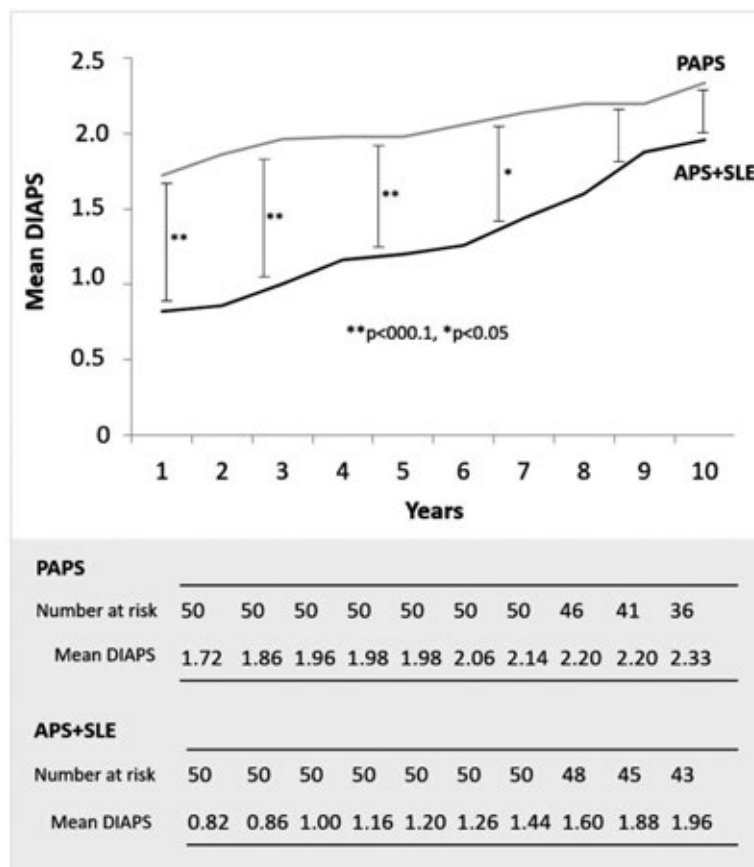 2.5
PAPS
2.0
APS+SLE
1.5
**
**
**
*
1.0
**p<000.1, *p<0.05
0.5
0
Mean DIAPS
1 2 3 4 5 6 7 8 9 10
Years
PAPS
Number at risk 50 50 50 50 50 50 50 46 41 36
Mean DIAPS 1.72 1.86 1.96 1.98 1.98 2.06 2.14 2.20 2.20 2.33
APS+SLE
Number at risk 50 50 50 50 50 50 50 48 45 43
Mean DIAPS 0.82 0.86 1.00 1.16 1.20 1.26 1.44 1.60 1.88 1.96